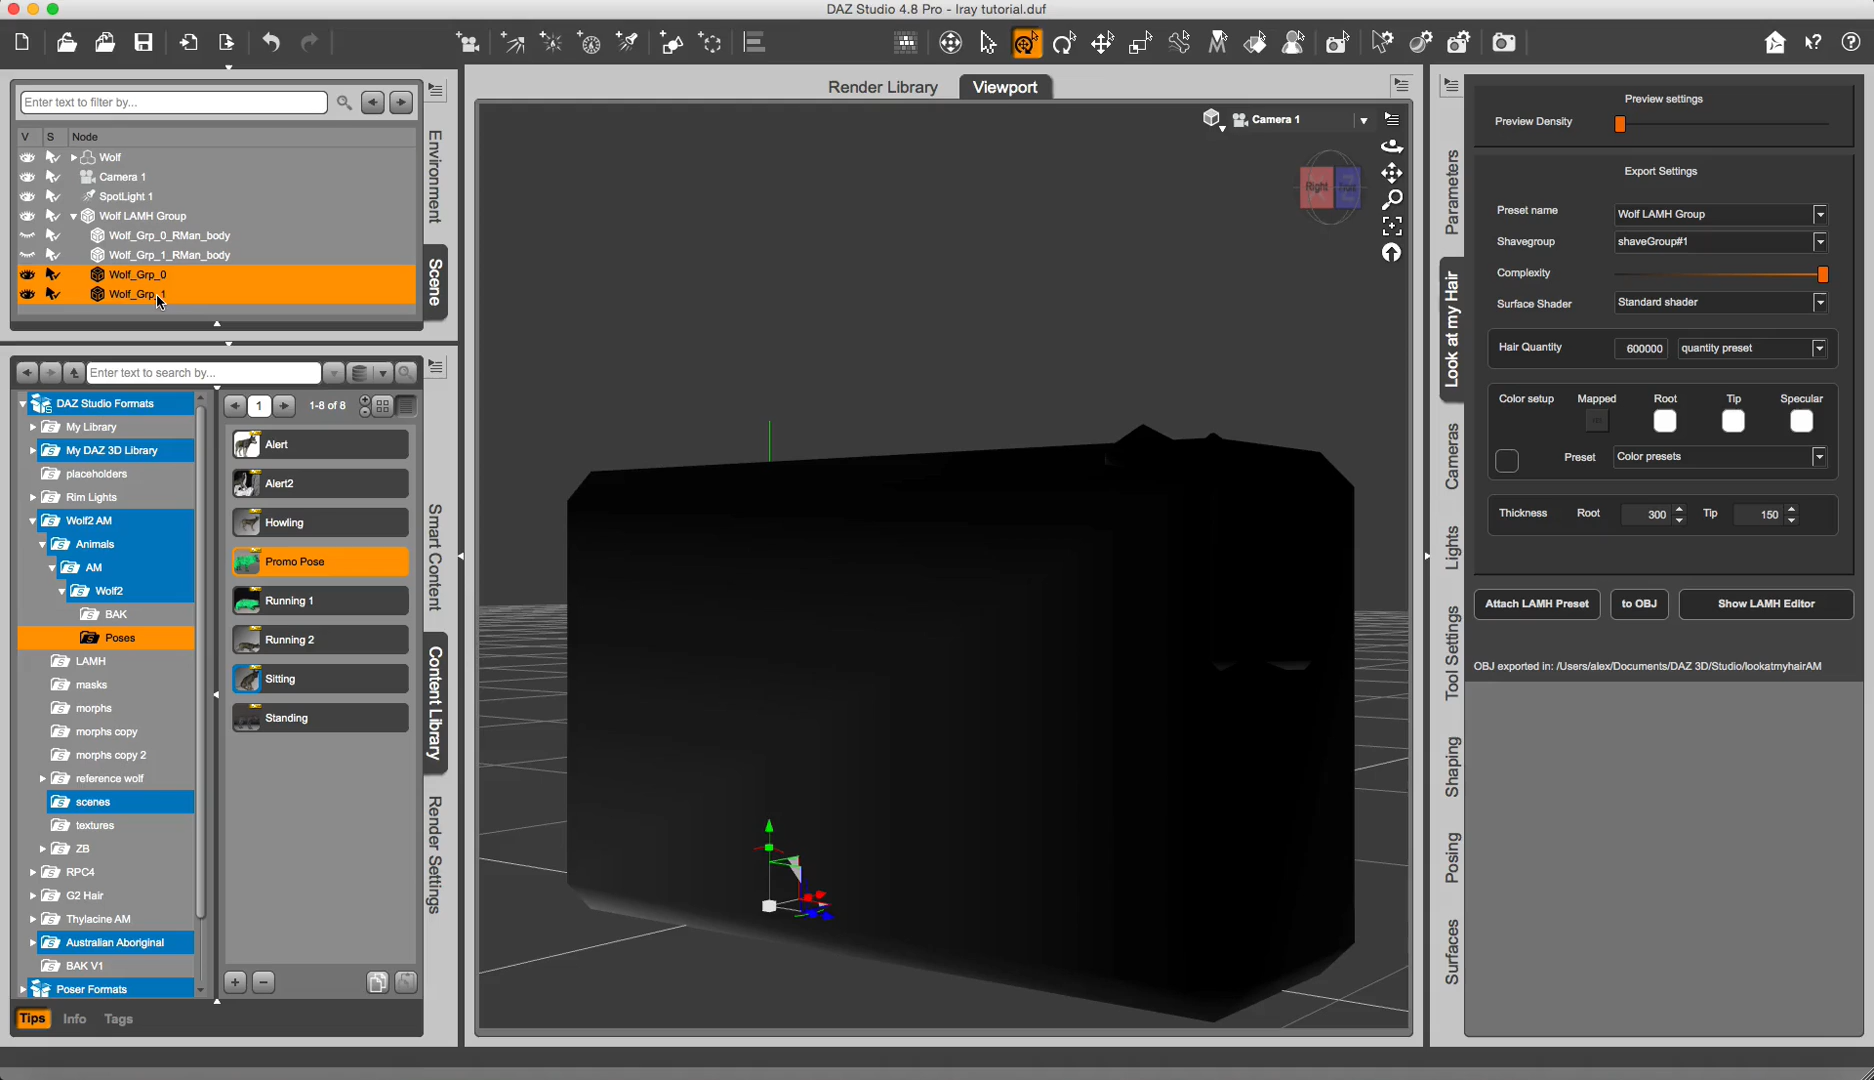 DAZ Studio 4.8 Pro - Iray tutorial.duf
Enter text to filter by...
V S Node
Wolf
Camera 1
SpotLight 1
Wolf LAMH Group
Wolf_Grp_0_RMan_body
Wolf_Grp_1_RMan_body
Wolf_Grp_0
Wolf_Grp_1
Environment
Scene
Enter text to search by...
DAZ Studio Formats
My Library
My DAZ 3D Library
placeholders
Rim Lights
Wolf2 AM
Animals
AM
Wolf2
BAK
Poses
LAMH
masks
morphs
morphs copy
morphs copy 2
reference wolf
scenes
textures
ZB
RPC4
G2 Hair
Thylacine AM
Australian Aboriginal
BAK V1
Poser Formats
1 1-8 of 8
Alert
Alert2
Howling
Promo Pose
Running 1
Running 2
Sitting
Standing
Smart Content
Content Library
Render Settings
Tips Info Tags
Render Library Viewport
Camera 1
Right
Parameters
Look at my Hair
Cameras
Lights
Tool Settings
Shaping
Posing
Surfaces
Preview settings
Preview Density
Export Settings
Preset name Wolf LAMH Group
Shavegroup shaveGroup#1
Complexity
Surface Shader Standard shader
Hair Quantity 600000 quantity preset
Color setup Mapped Root Tip Specular
Preset Color presets
Thickness Root 300 Tip 150
Attach LAMH Preset to OBJ Show LAMH Editor
OBJ exported in: /Users/alex/Documents/DAZ 3D/Studio/lookatmyhairAM